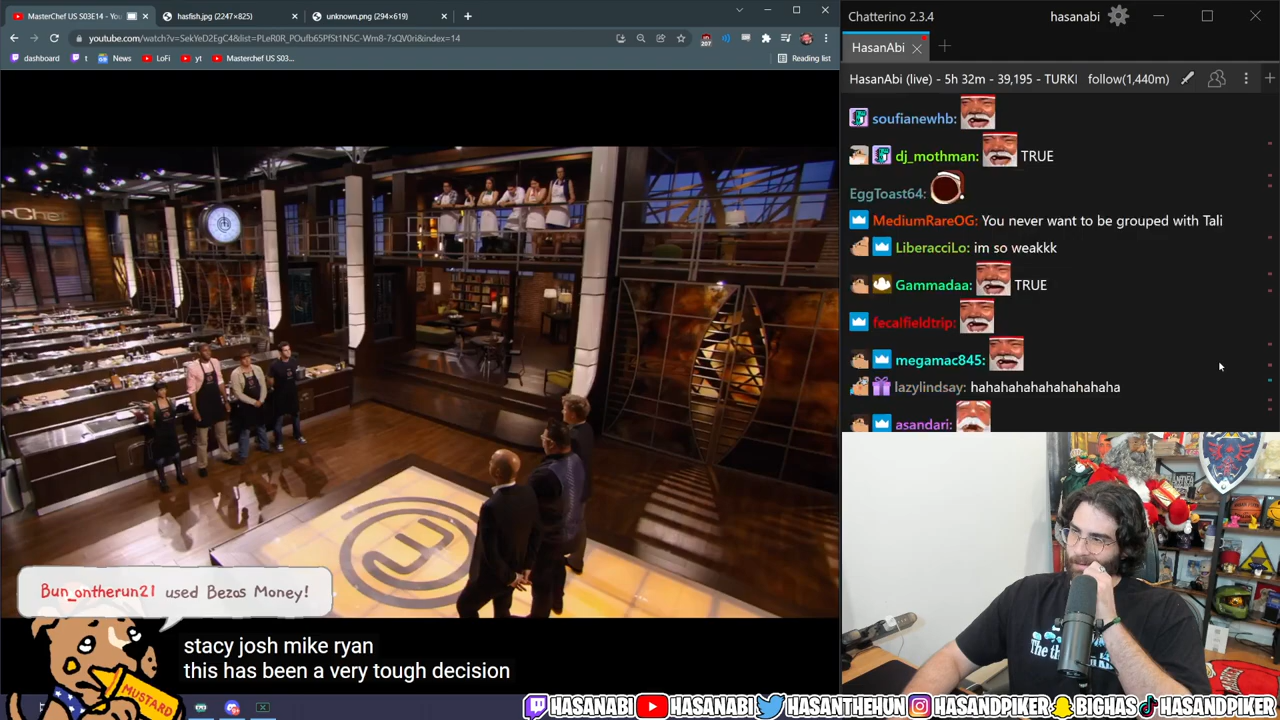 MasterChef US S03E14 - You
hasfish.jpg (2247×825)
unknown.png (294×619)
youtube.com/watch?v=SekYeD2EgC4&list=PLeR0R_POufb65PfSt1N5C-Wm8-7sQV0ri&index=14
207
dashboard
t
News
LoFi
yt
Masterchef US S03...
Reading list
Bun_ontherun21 used Bezos Money!
MUSTARD
stacy josh mike ryan
this has been a very tough decision
Chatterino 2.3.4
hasanabi
HasanAbi
HasanAbi (live) - 5h 32m - 39,195 - TURKI
follow(1,440m)
soufianewhb:
dj_mothman: TRUE
EggToast64:
MediumRareOG: You never want to be grouped with Tali
LiberacciLo: im so weakkk
Gammadaa: TRUE
fecalfieldtrip:
megamac845:
lazylindsay: hahahahahahahahahaha
asandari:
HASANABI
HASANABI
HASANTHEHUN
HASANDPIKER
BIGHAS
HASANDPIKER